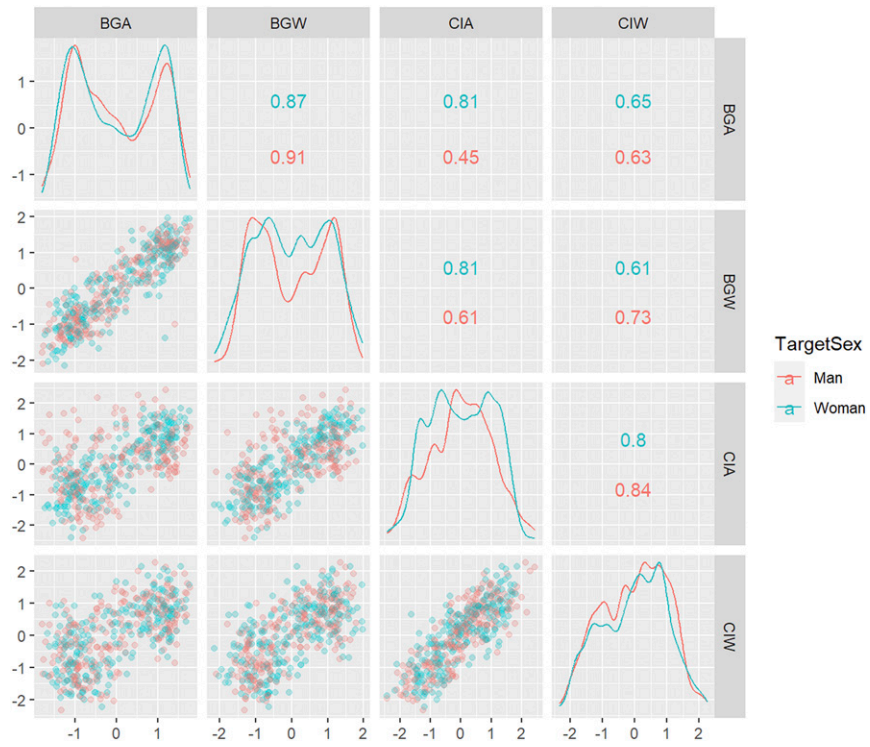 BGA BGW CIA CIW
1
0
-1
0.87 0.81 0.65
0.91 0.45 0.63
BGA
2
1
0
-1
-2
0.81 0.61
0.61 0.73
BGW
TargetSex
a Man
a Woman
2
1
0
-1
-2
0.8
0.84
CIA
2
1
0
-1
-2
CIW
-1 0 1 -2 -1 0 1 2 -2 -1 0 1 2 -2 -1 0 1 2